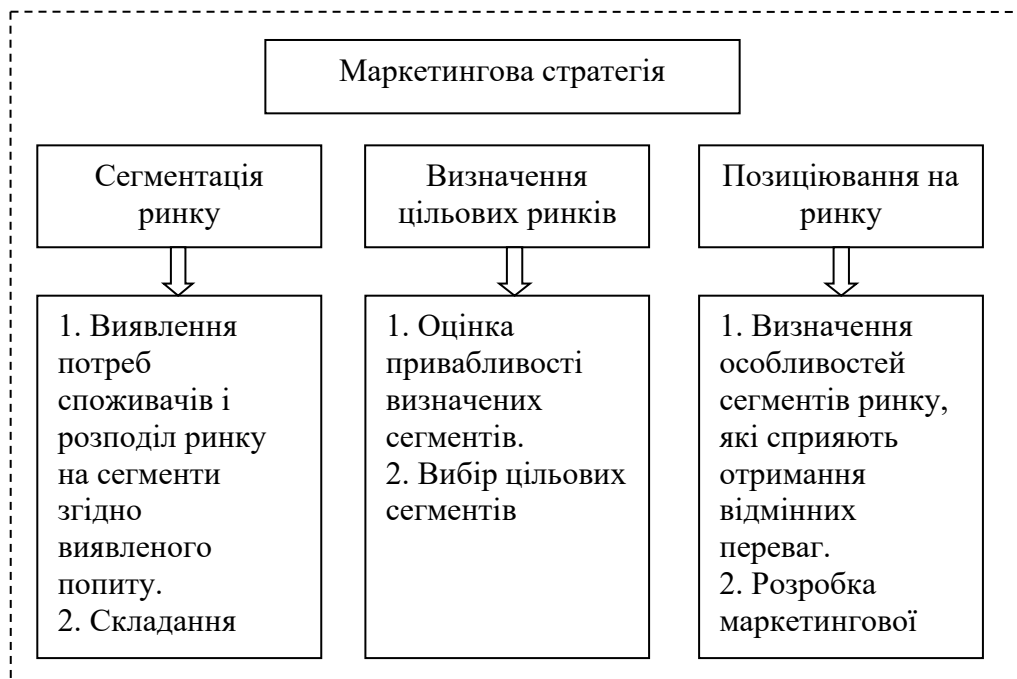 Маркетингова стратегія
Сегментація
ринку
Визначення
цільових ринків
Позиціювання на
ринку
1. Виявлення
потреб
споживачів і
розподіл ринку
на сегменти
згідно
виявленого
попиту.
2. Складання
1. Оцінка
привабливості
визначених
сегментів.
2. Вибір цільових
сегментів
1. Визначення
особливостей
сегментів ринку,
які сприяють
отримання
відмінних
переваг.
2. Розробка
маркетингової